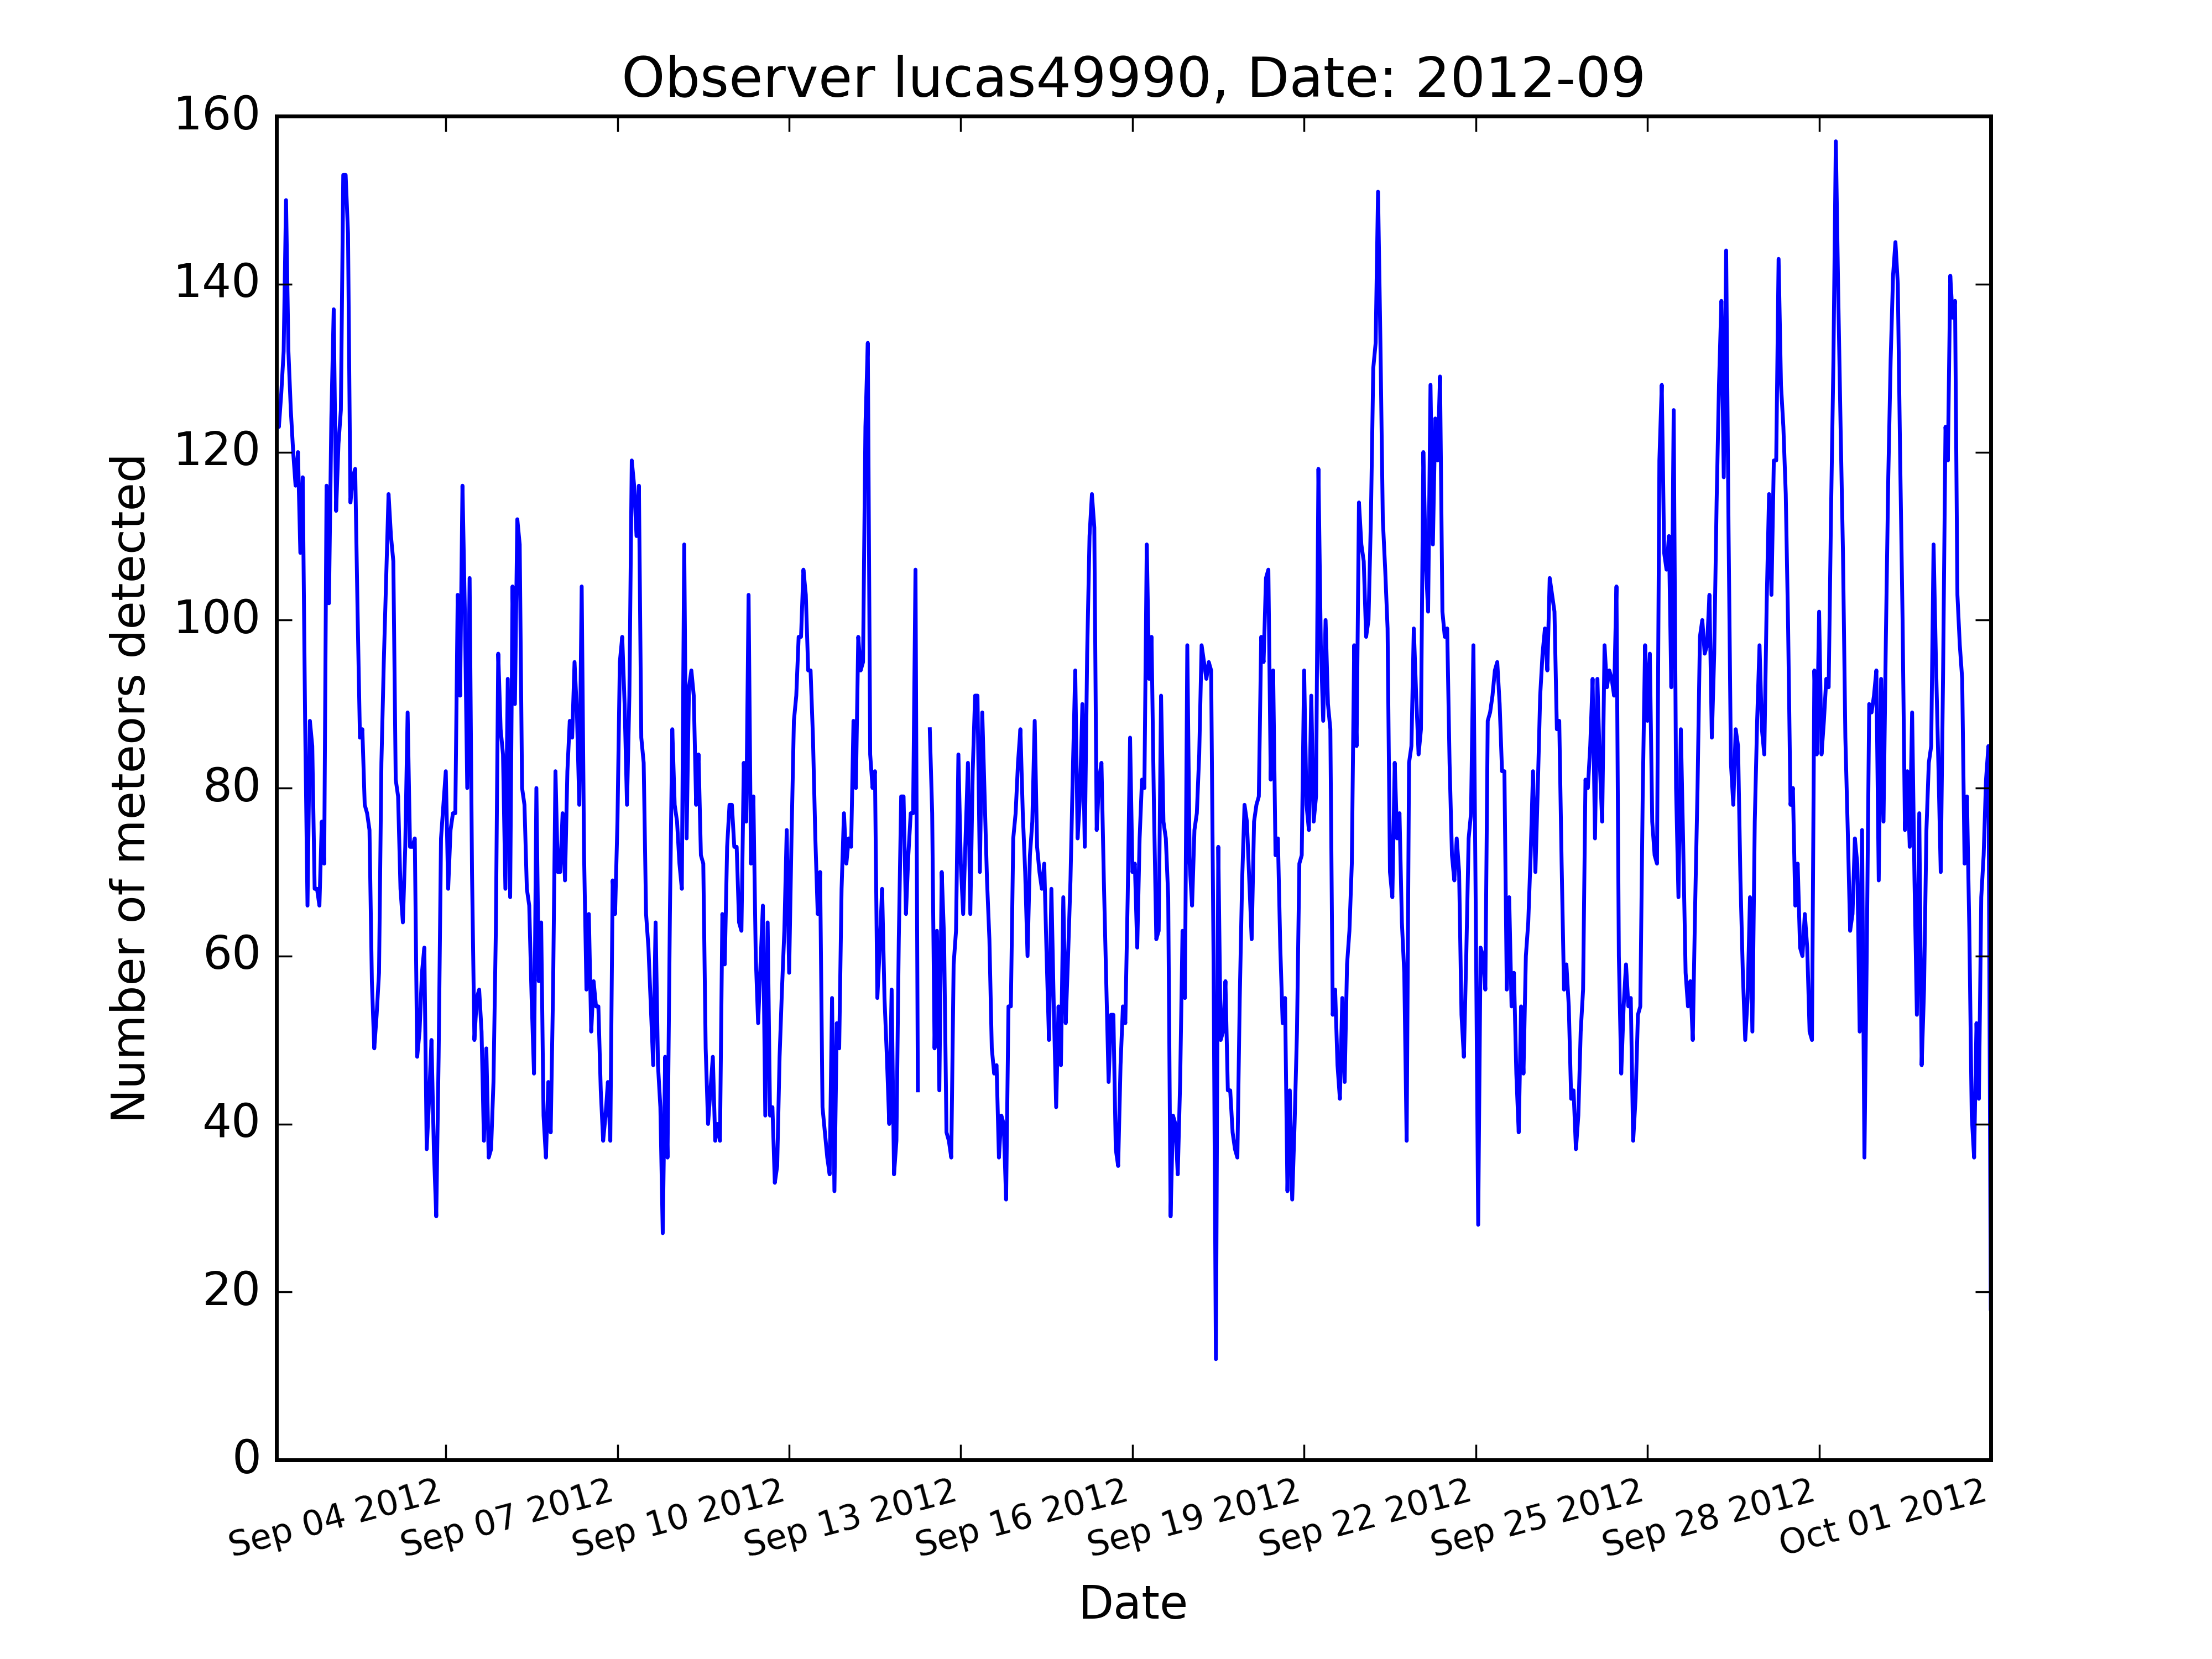 Observer lucas49990, Date: 2012-09
Number of meteors detected
160
140
120
100
80
60
40
20
0
Sep 04 2012
Sep 07 2012
Sep 10 2012
Sep 13 2012
Sep 16 2012
Sep 19 2012
Sep 22 2012
Sep 25 2012
Sep 28 2012
Oct 01 2012
Date